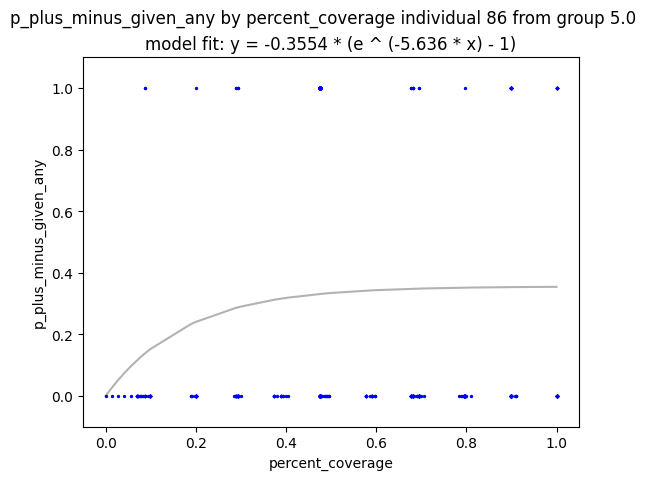 p_plus_minus_given_any by percent_coverage individual 86 from group 5.0
model fit: y = -0.3554 * (e ^ (-5.636 * x) - 1)
1.0
0.8
0.6
0.4
0.2
0.0
p_plus_minus_given_any
0.0 0.2 0.4 0.6 0.8 1.0
percent_coverage